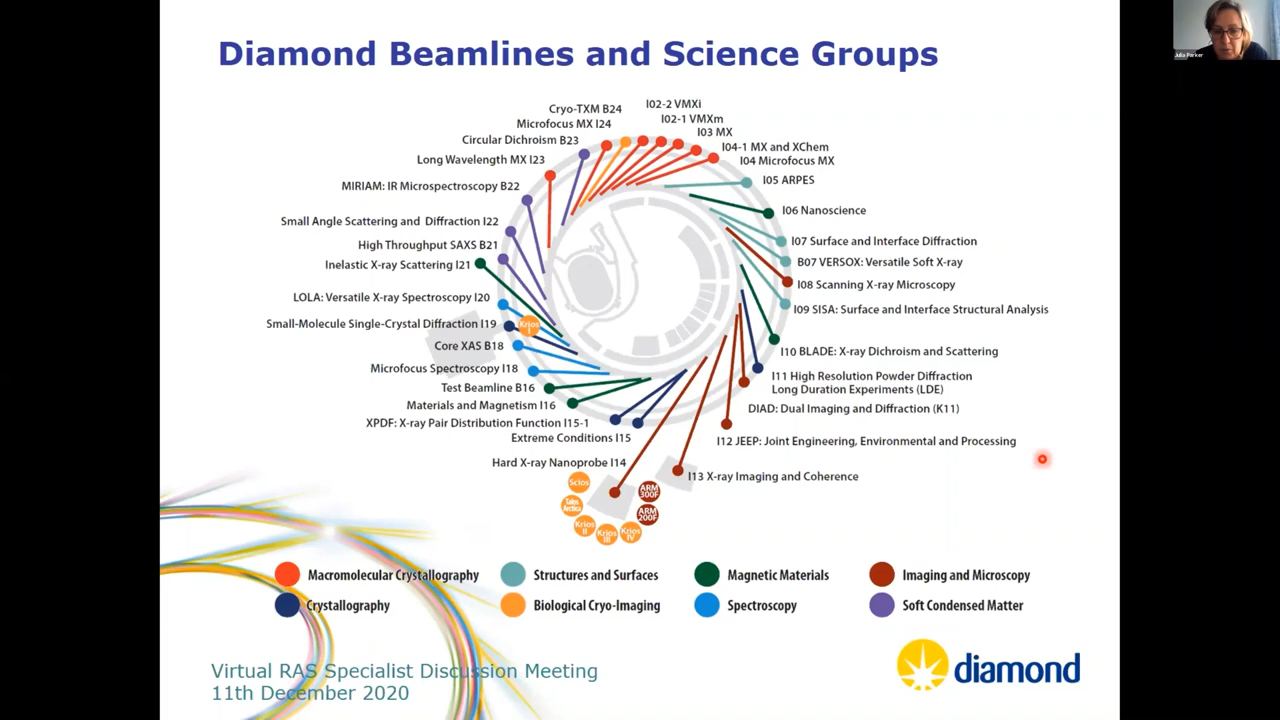 Diamond Beamlines and Science Groups
Julia Parker
Cryo-TXM B24
Microfocus MX I24
Circular Dichroism B23
Long Wavelength MX I23
MIRIAM: IR Microspectroscopy B22
Small Angle Scattering and Diffraction I22
High Throughput SAXS B21
Inelastic X-ray Scattering I21
LOLA: Versatile X-ray Spectroscopy I20
Small-Molecule Single-Crystal Diffraction I19
Krios
I
Core XAS B18
Microfocus Spectroscopy I18
Test Beamline B16
Materials and Magnetism I16
XPDF: X-ray Pair Distribution Function I15-1
Extreme Conditions I15
Hard X-ray Nanoprobe I14
I02-2 VMXi
I02-1 VMXm
I03 MX
I04-1 MX and XChem
I04 Microfocus MX
I05 ARPES
I06 Nanoscience
I07 Surface and Interface Diffraction
B07 VERSOX: Versatile Soft X-ray
I08 Scanning X-ray Microscopy
I09 SISA: Surface and Interface Structural Analysis
I10 BLADE: X-ray Dichroism and Scattering
I11 High Resolution Powder Diffraction
Long Duration Experiments (LDE)
DIAD: Dual Imaging and Diffraction (K11)
I12 JEEP: Joint Engineering, Environmental and Processing
I13 X-ray Imaging and Coherence
Scios
Talos
Arctica
Krios
II
Krios
III
Krios
IV
ARM
200F
ARM
300F
Macromolecular Crystallography
Structures and Surfaces
Magnetic Materials
Imaging and Microscopy
Crystallography
Biological Cryo-Imaging
Spectroscopy
Soft Condensed Matter
Virtual RAS Specialist Discussion Meeting
11th December 2020
diamond